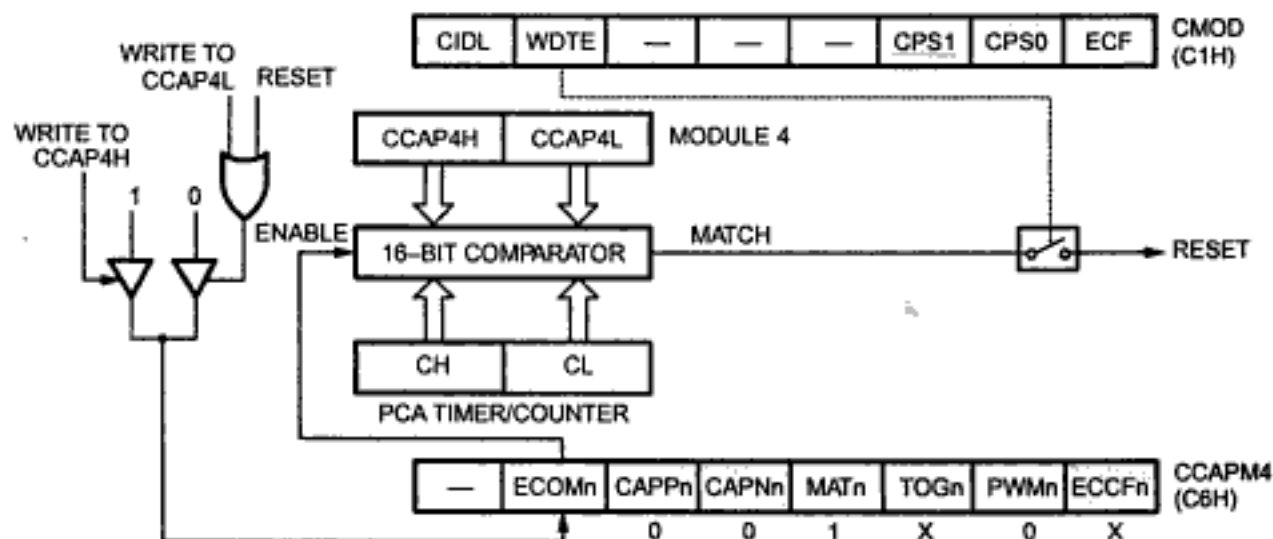 CIDL WDTE — — — CPS1 CPS0 ECF
CMOD
(C1H)
WRITE TO
CCAP4L
RESET
WRITE TO
CCAP4H
1 0
CCAP4H CCAP4L
MODULE 4
ENABLE
16–BIT COMPARATOR
MATCH
RESET
CH CL
PCA TIMER/COUNTER
— ECOMn CAPPn CAPNn MATn TOGn PWMn ECCFn
CCAPM4
(C6H)
0 0 1 X 0 X